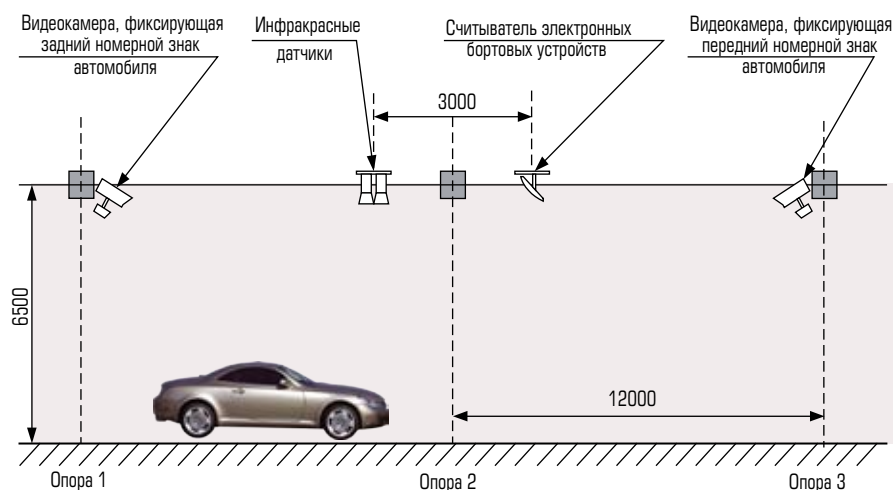 Видеокамера, фиксирующая
задний номерной знак
автомобиля
Инфракрасные
датчики
Считыватель электронных
бортовых устройств
Видеокамера, фиксирующая
передний номерной знак
автомобиля
3000
6500
12000
Опора 1
Опора 2
Опора 3